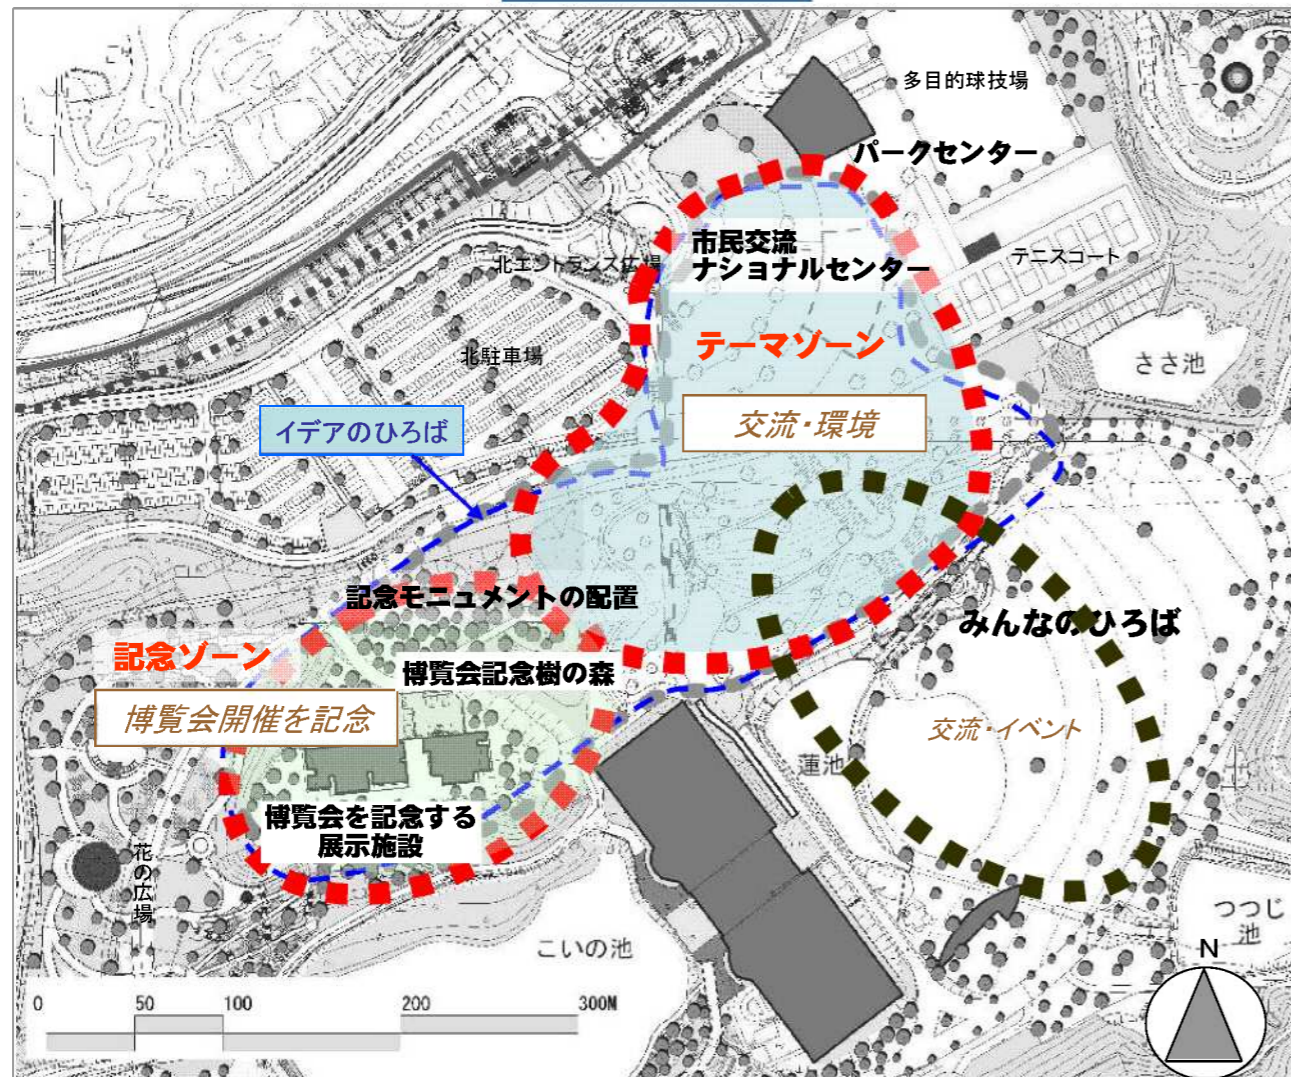 多目的球技場
パークセンター
市民交流
ナショナルセンター
北エントランス広場
テニスコート
テーマゾーン
北駐車場
ささ池
交流・環境
イデアのひろば
記念モニュメントの配置
みんなのひろば
記念ゾーン
博覧会記念樹の森
博覧会開催を記念
交流・イベント
蓮池
博覧会を記念する
展示施設
花の広場
つつじ
池
こいの池
N
0 50 100 200 300M